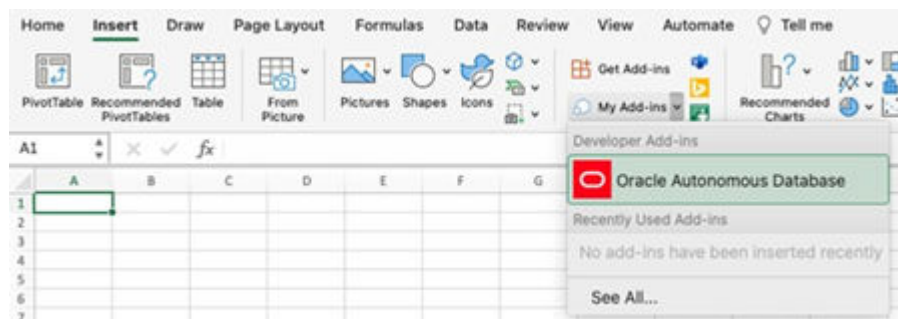 Home Insert Draw Page Layout Formulas Data Review View Automate Tell me
PivotTable Recommended PivotTables Table From Picture Pictures Shapes Icons
Get Add-ins
My Add-ins
Recommended Charts
A1 fx
Developer Add-ins
A B C D E F G
Oracle Autonomous Database
1
2
Recently Used Add-ins
3
4
No add-ins have been inserted recently
5
6
See All...
7